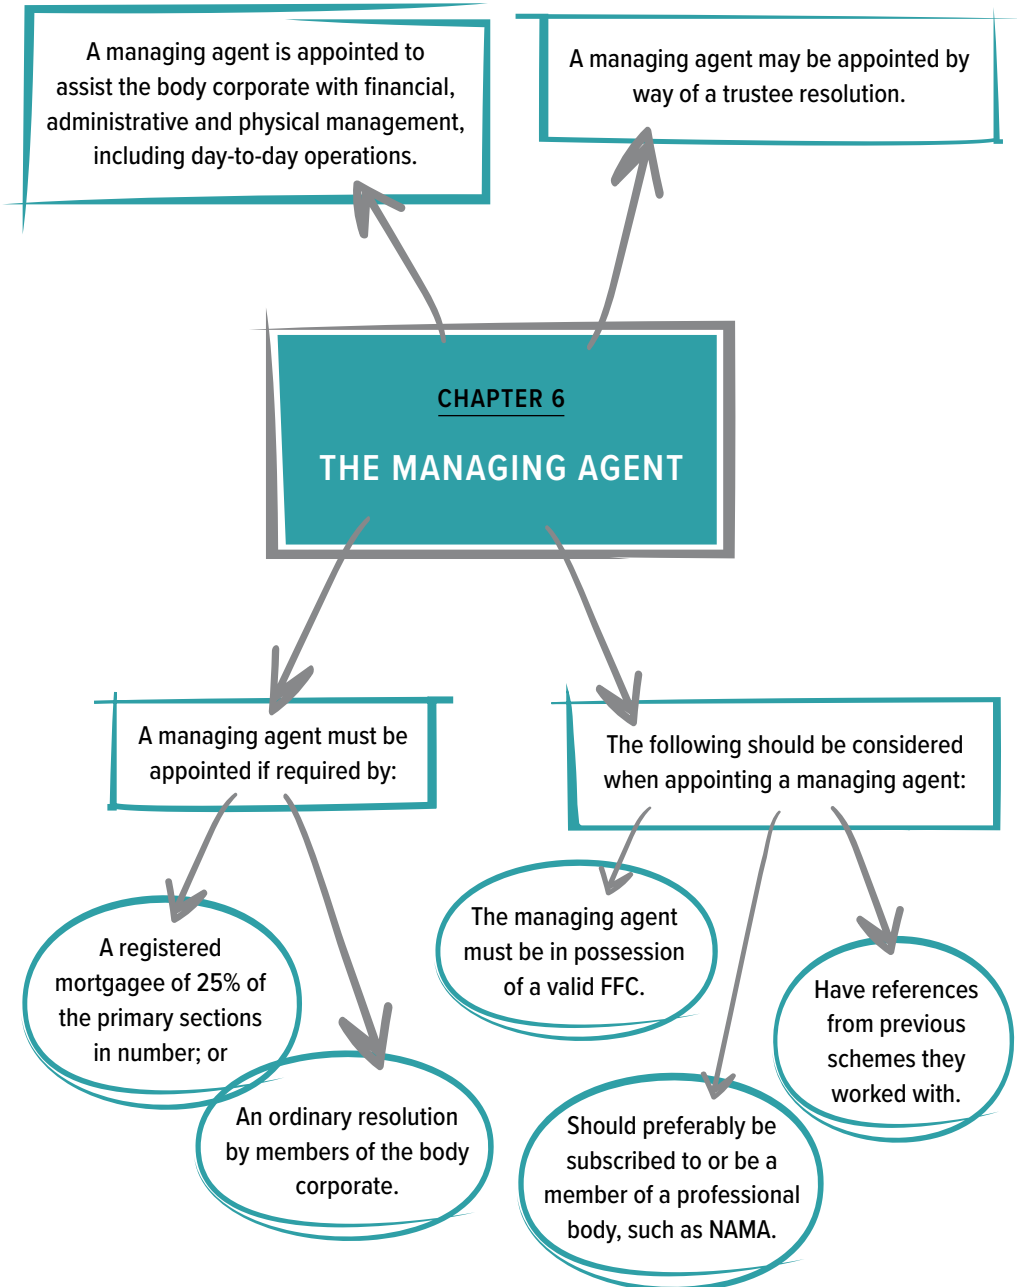 A managing agent is appointed to
assist the body corporate with financial,
administrative and physical management,
including day-to-day operations.
A managing agent may be appointed by
way of a trustee resolution.
CHAPTER 6
THE MANAGING AGENT
A managing agent must be
appointed if required by:
The following should be considered
when appointing a managing agent:
A registered
mortgagee of 25% of
the primary sections
in number; or
An ordinary resolution
by members of the body
corporate.
The managing agent
must be in possession
of a valid FFC.
Should preferably be
subscribed to or be a
member of a professional
body, such as NAMA.
Have references
from previous
schemes they
worked with.